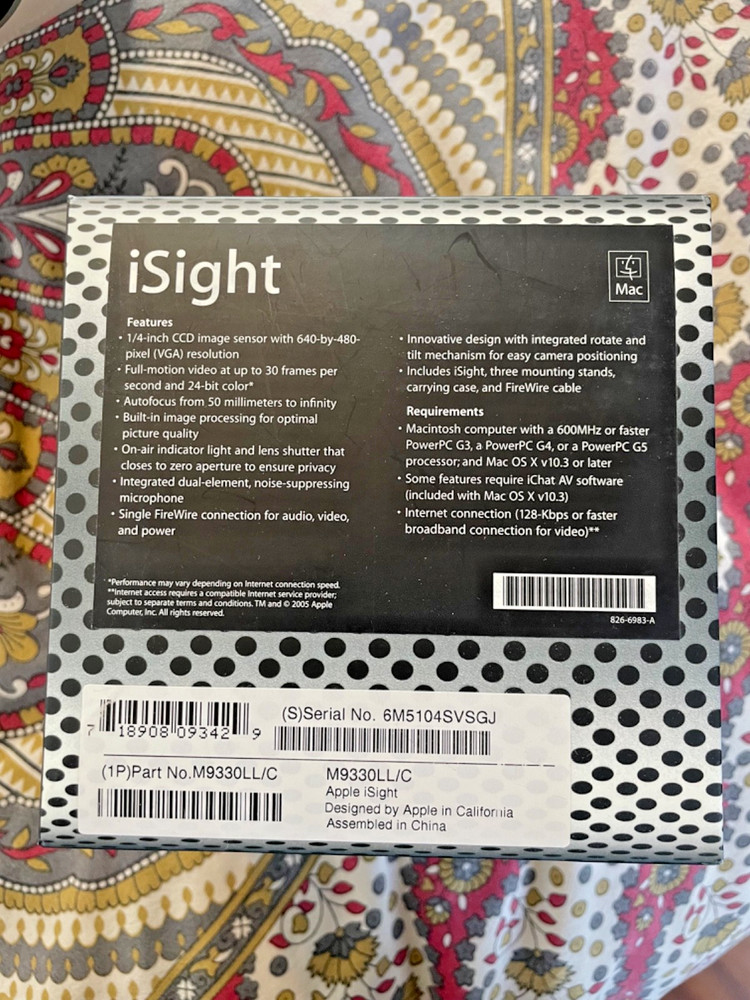 iSight
Mac
Features
• 1/4-inch CCD image sensor with 640-by-480-
pixel (VGA) resolution
• Full-motion video at up to 30 frames per
second and 24-bit color*
• Autofocus from 50 millimeters to infinity
• Built-in image processing for optimal
picture quality
• On-air indicator light and lens shutter that
closes to zero aperture to ensure privacy
• Integrated dual-element, noise-suppressing
microphone
• Single FireWire connection for audio, video,
and power
• Innovative design with integrated rotate and
tilt mechanism for easy camera positioning
• Includes iSight, three mounting stands,
carrying case, and FireWire cable
Requirements
• Macintosh computer with a 600MHz or faster
PowerPC G3, a PowerPC G4, or a PowerPC G5
processor; and Mac OS X v10.3 or later
• Some features require iChat AV software
(included with Mac OS X v10.3)
• Internet connection (128-Kbps or faster
broadband connection for video)**
*Performance may vary depending on Internet connection speed.
**Internet access requires a compatible Internet service provider;
subject to separate terms and conditions. TM and © 2005 Apple
Computer, Inc. All rights reserved.
826-6983-A
7 18908 09342 9
(S)Serial No. 6M5104SVSGJ
(1P)Part No.M9330LL/C
M9330LL/C
Apple iSight
Designed by Apple in California
Assembled in China